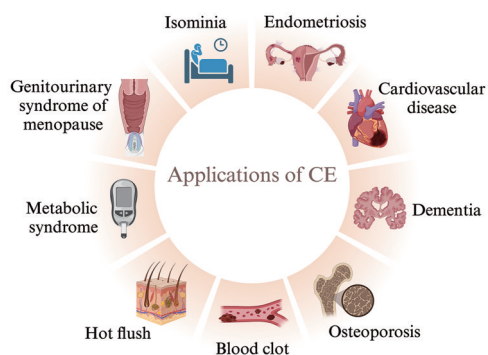 Isominia
Endometriosis
Cardiovascular
disease
Dementia
Osteoporosis
Blood clot
Hot flush
Metabolic
syndrome
Genitourinary
syndrome of
menopause
Applications of CE